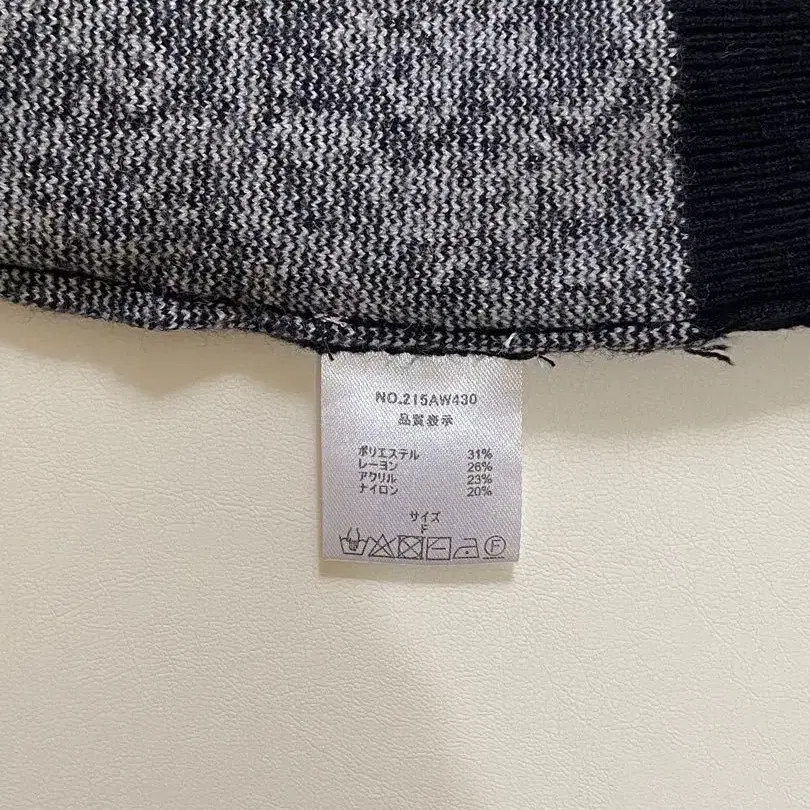 NO.215AW430
品質表示
ポリエステル 31%
レーヨン 26%
アクリル 23%
ナイロン 20%
サイズ
F
F